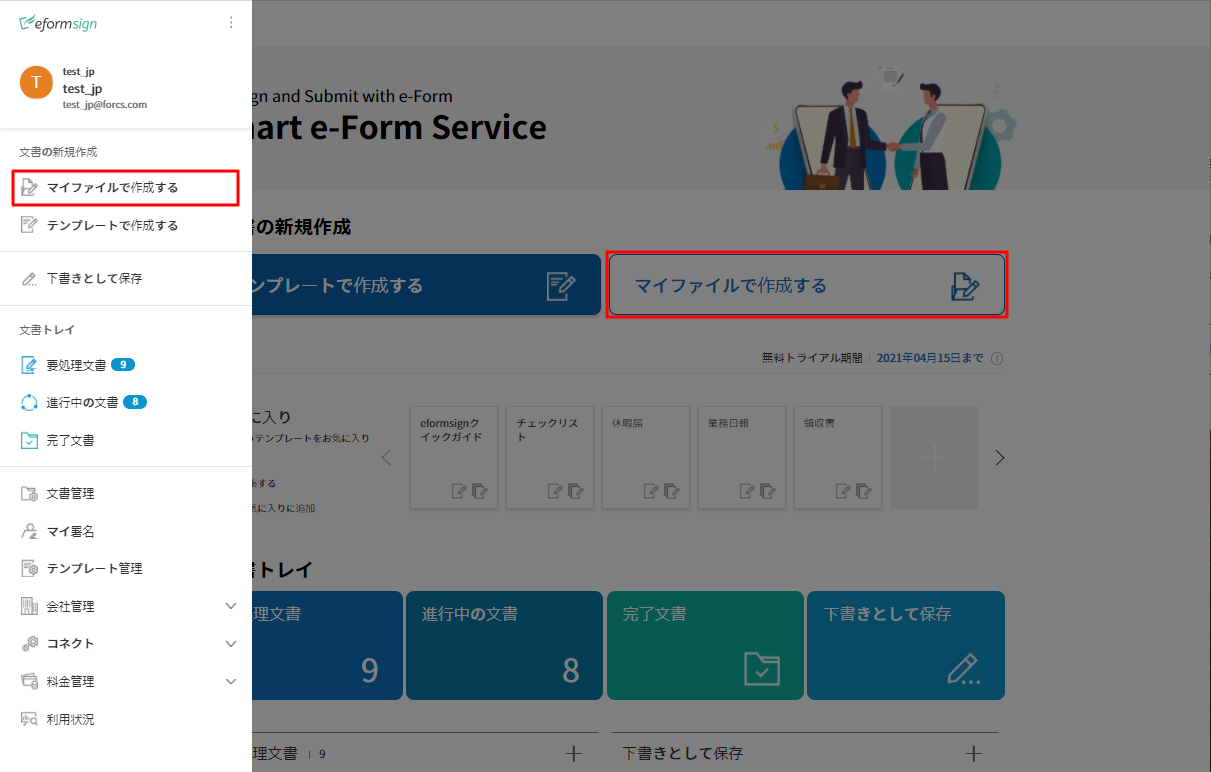 eformsign
T
test_jp
test_jp
test_jp@forcs.com
文書の新規作成
マイファイルで作成する
テンプレートで作成する
下書きとして保存
文書トレイ
要処理文書 9
進行中の文書 8
完了文書
文書管理
マイ署名
テンプレート管理
会社管理
コネクト
料金管理
利用状況
gn and Submit with e-Form
art e-Form Service
の新規作成
ンプレートで作成する
マイファイルで作成する
無料トライアル期間 2021年04月15日まで
に入り
テンプレートをお気に入り
する
気に入りに追加
eformsignク
イックガイド
チェックリス
ト
休暇届
業務日報
領収書
トレイ
理文書
9
進行中の文書
8
完了文書
下書きとして保存
理文書 9
下書きとして保存